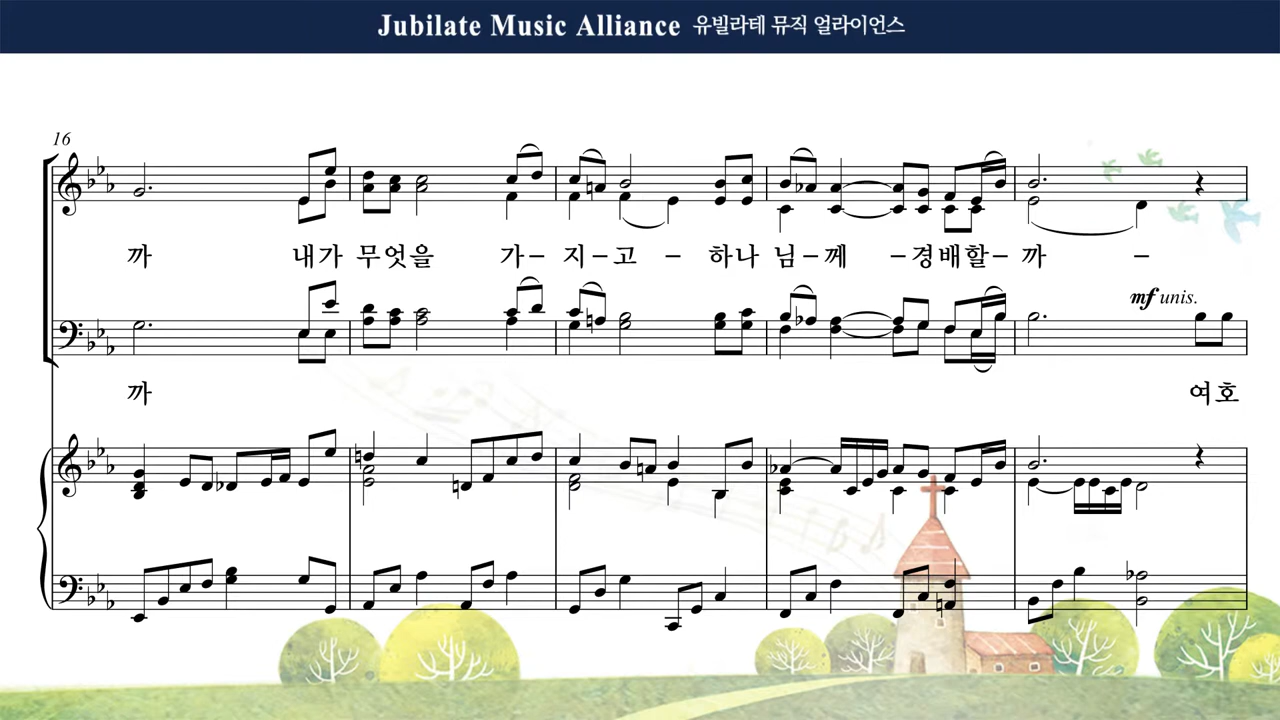 Jubilate Music Alliance 유빌라테 뮤직 얼라이언스
16
까 내가 무엇을 가- 지-고 - 하나 님-께 -경배할- 까 -
mf unis.
까 여호